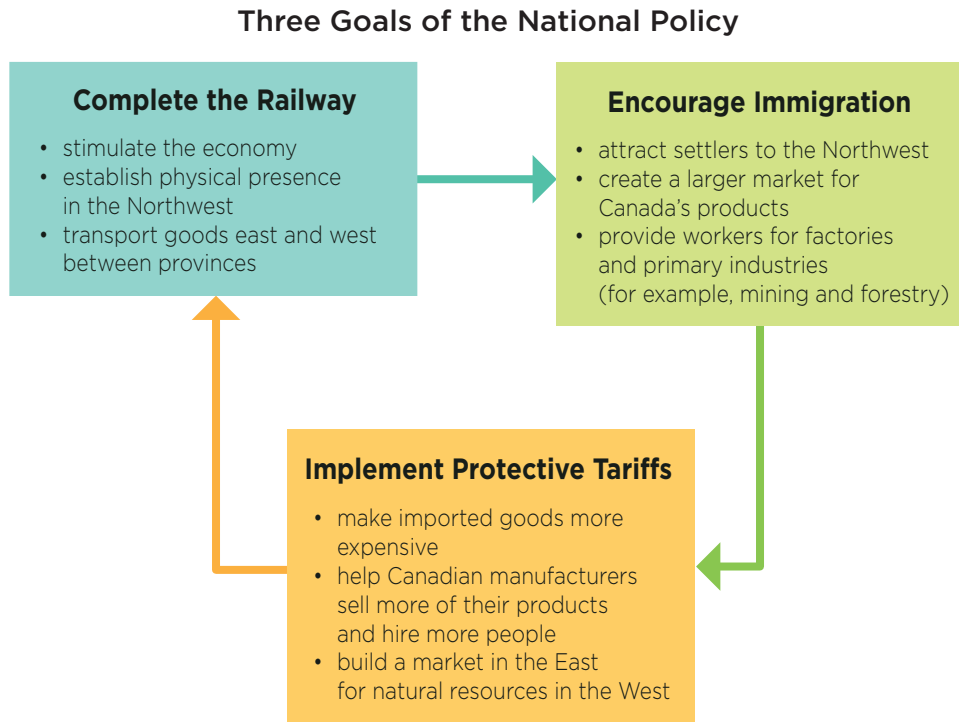 Three Goals of the National Policy
Complete the Railway
• stimulate the economy
• establish physical presence
in the Northwest
• transport goods east and west
between provinces
Encourage Immigration
• attract settlers to the Northwest
• create a larger market for
Canada’s products
• provide workers for factories
and primary industries
(for example, mining and forestry)
Implement Protective Tariffs
• make imported goods more
expensive
• help Canadian manufacturers
sell more of their products
and hire more people
• build a market in the East
for natural resources in the West